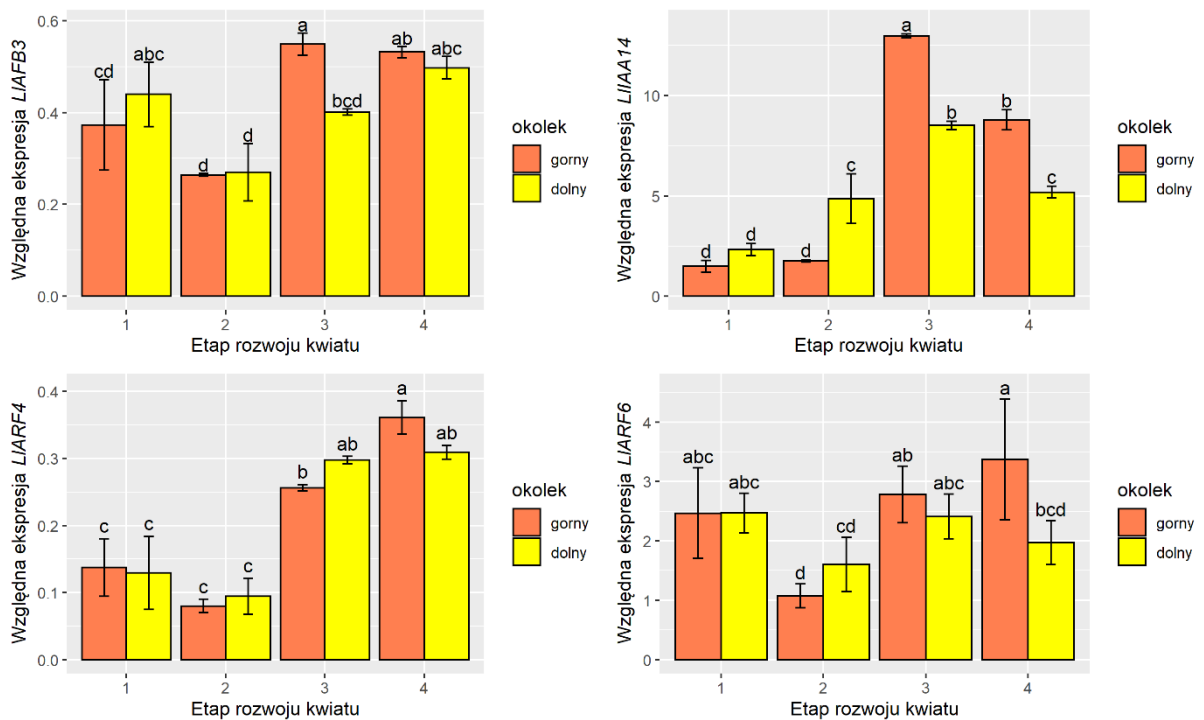 Względna ekspresja LlAFB3
0.6
0.4
0.2
0.0
cd
abc
d
d
a
bcd
ab
abc
1 2 3 4
Etap rozwoju kwiatu
okolek
gorny
dolny
Względna ekspresja LlIAA14
10
5
0
d
d
d
c
a
b
b
c
1 2 3 4
Etap rozwoju kwiatu
okolek
gorny
dolny
Względna ekspresja LlARF4
0.4
0.3
0.2
0.1
0.0
c
c
c
c
b
ab
a
ab
1 2 3 4
Etap rozwoju kwiatu
okolek
gorny
dolny
Względna ekspresja LlARF6
4
3
2
1
0
abc
abc
d
cd
ab
abc
a
bcd
1 2 3 4
Etap rozwoju kwiatu
okolek
gorny
dolny